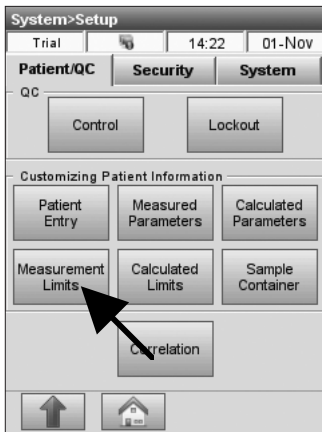 System>Setup
Trial 14:22 01-Nov
Patient/QC Security System
QC
Control Lockout
Customizing Patient Information
Patient Entry
Measured Parameters
Calculated Parameters
Measurement Limits
Calculated Limits
Sample Container
Correlation